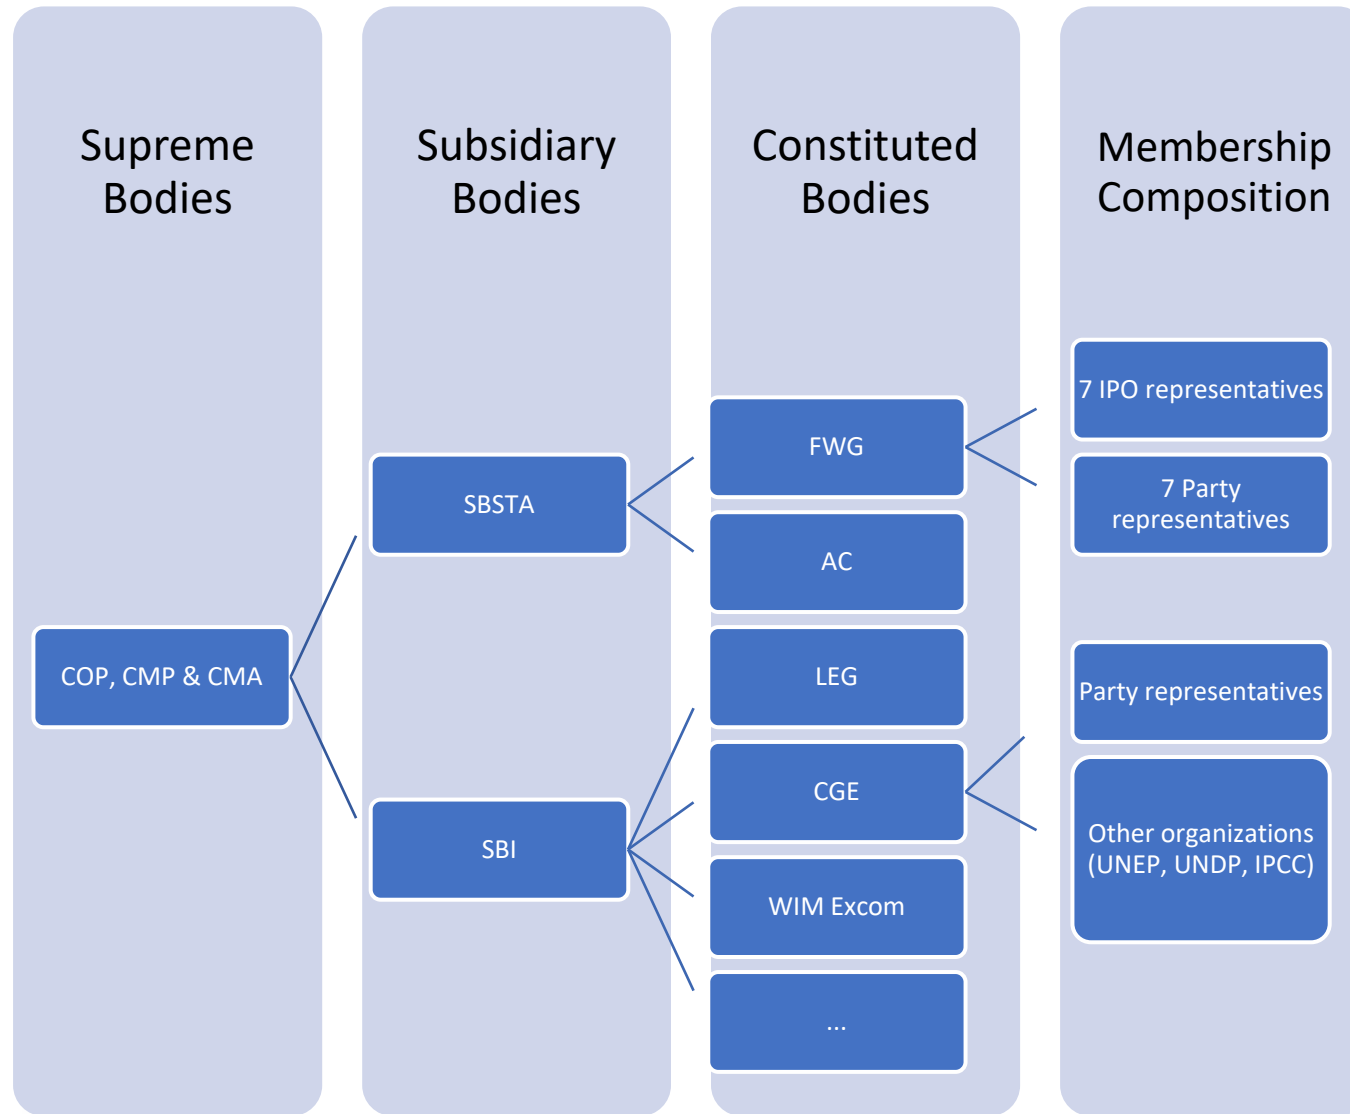 Supreme
Bodies
Subsidiary
Bodies
Constituted
Bodies
Membership
Composition
COP, CMP & CMA
SBSTA
SBI
FWG
AC
LEG
CGE
WIM Excom
...
7 IPO representatives
7 Party
representatives
Party representatives
Other organizations
(UNEP, UNDP, IPCC)